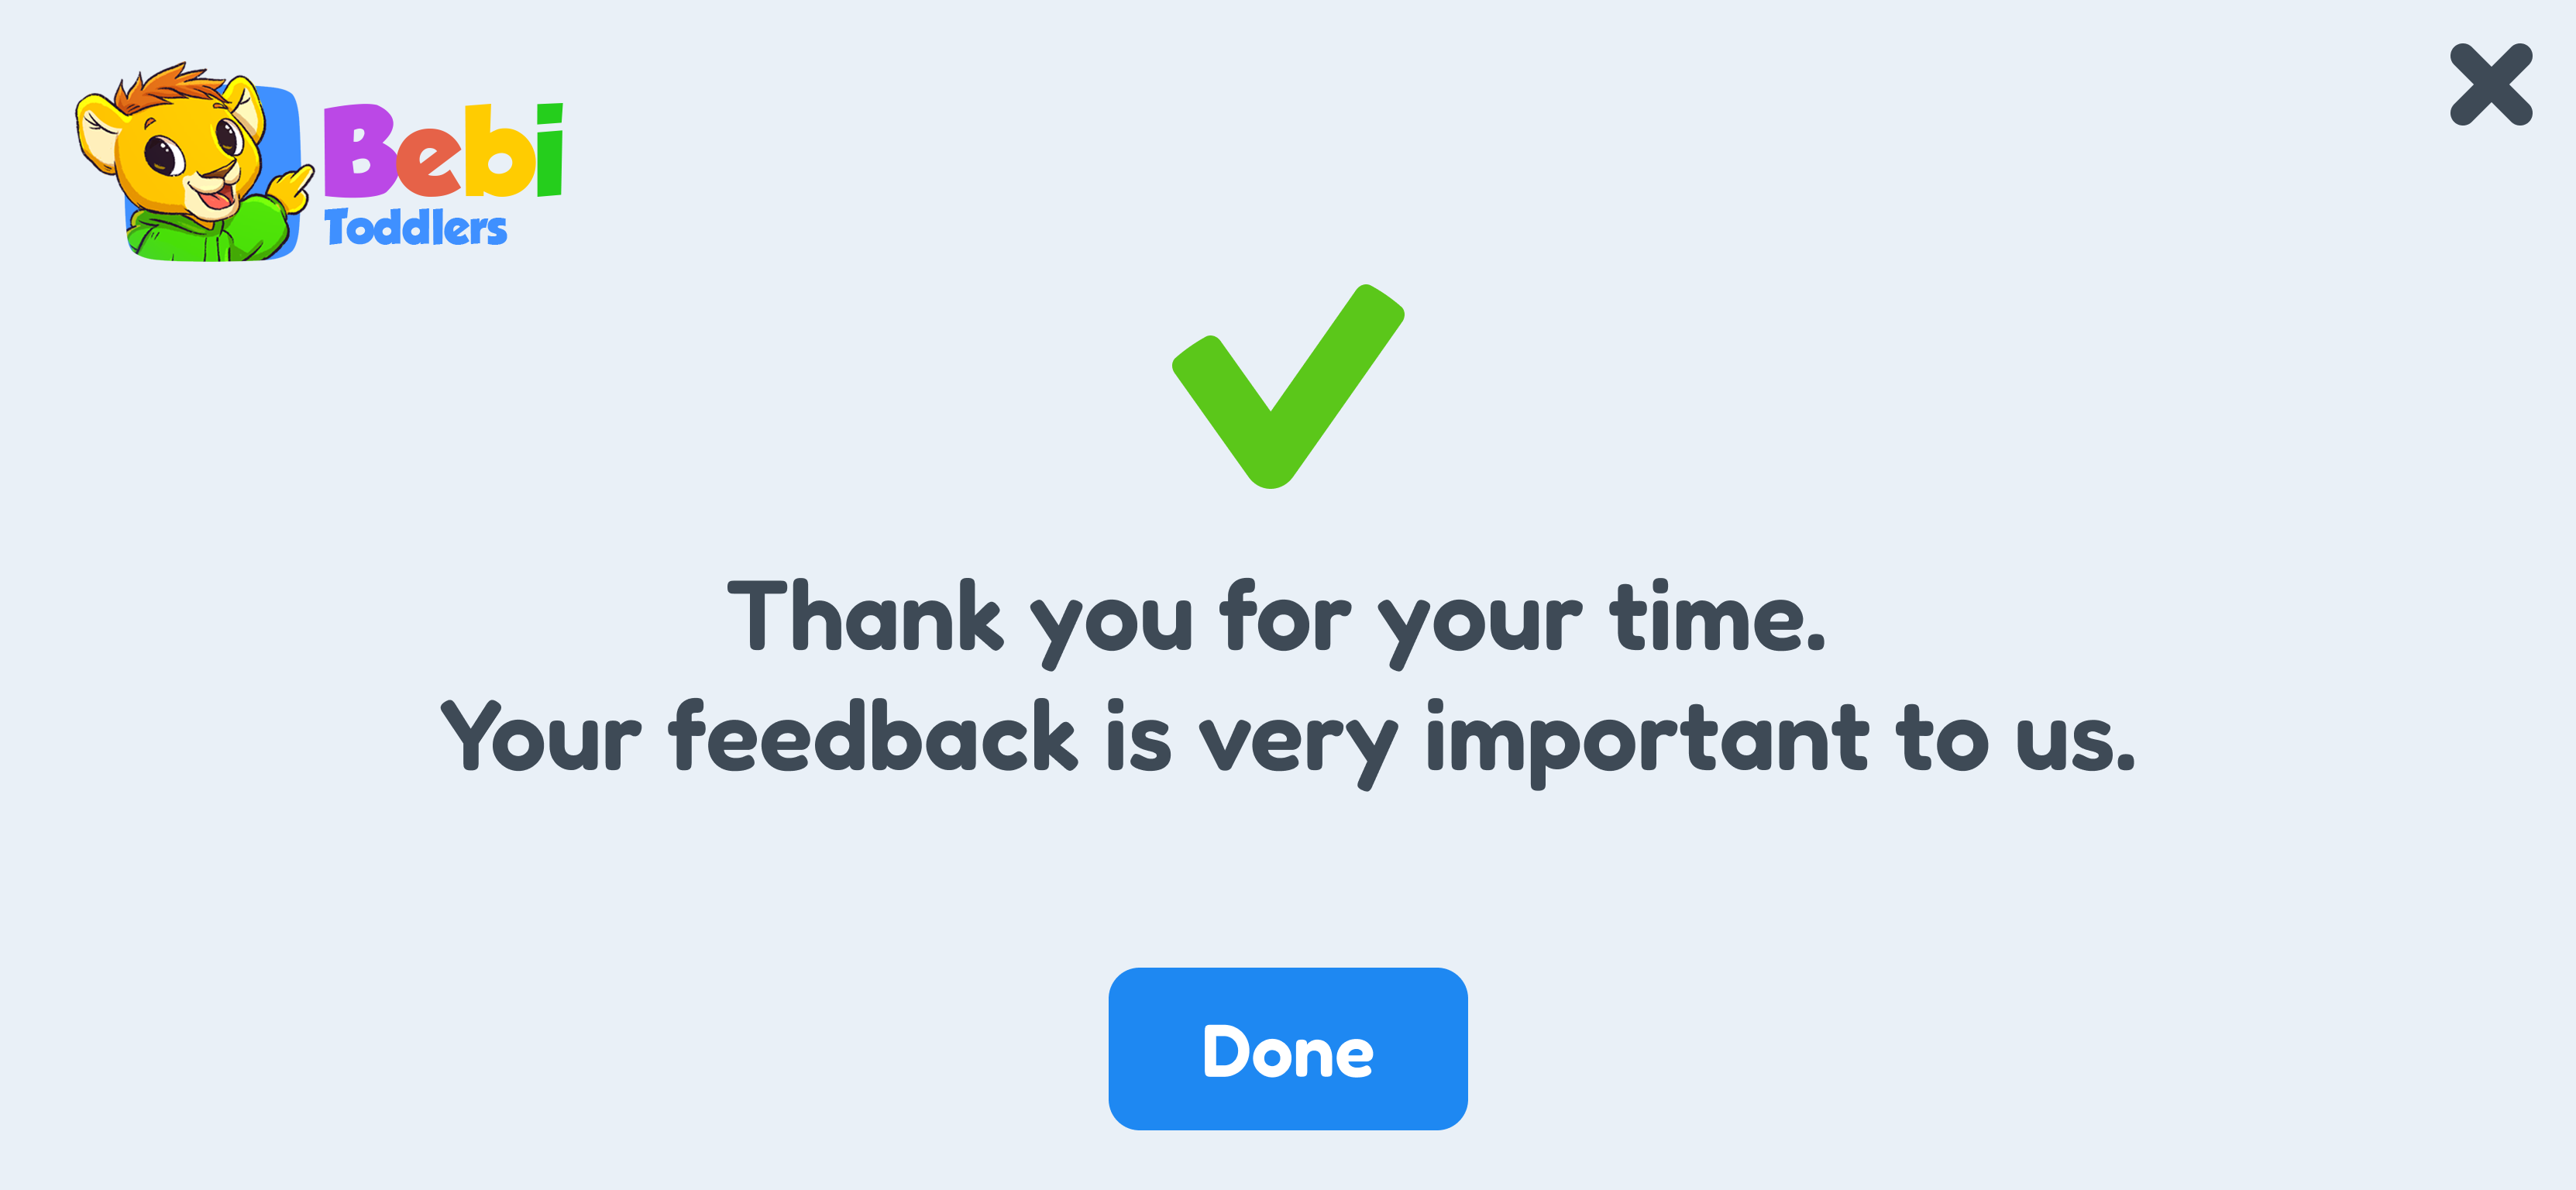 Bebi
Toddlers
Thank you for your time.
Your feedback is very important to us.
Done